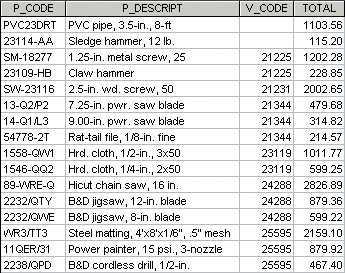 P_CODE P_DESCRIPT V_CODE TOTAL
PVC23DRT PVC pipe, 3.5-in., 8-ft 1103.56
23114-AA Sledge hammer, 12 lb. 115.20
SM-18277 1.25-in. metal screw, 25 21225 1202.28
23109-HB Claw hammer 21225 228.85
SW-23116 2.5-in. wd. screw, 50 21231 2002.65
13-Q2/P2 7.25-in. pwr. saw blade 21344 479.68
14-Q1/L3 9.00-in. pwr. saw blade 21344 314.82
54778-2T Rat-tail file, 1/8-in. fine 21344 214.57
1558-QW1 Hrd. cloth, 1/2-in., 3x50 23119 1011.77
1546-QQ2 Hrd. cloth, 1/4-in., 2x50 23119 599.25
89-WRE-Q Hicut chain saw, 16 in. 24288 2826.89
2232/QTY B&D jigsaw, 12-in. blade 24288 879.36
2232/QWE B&D jigsaw, 8-in. blade 24288 599.22
WR3/TT3 Steel matting, 4'x8'x1/6", .5" mesh 25595 2159.10
11QER/31 Power painter, 15 psi., 3-nozzle 25595 879.92
2238/QPD B&D cordless drill, 1/2-in. 25595 467.40